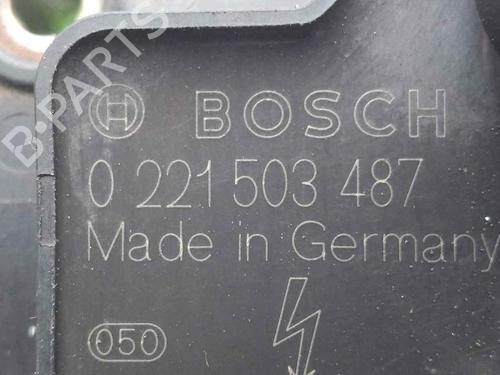 BOSCH
0 221 503 487
Made in Germany
050
B-PARTS